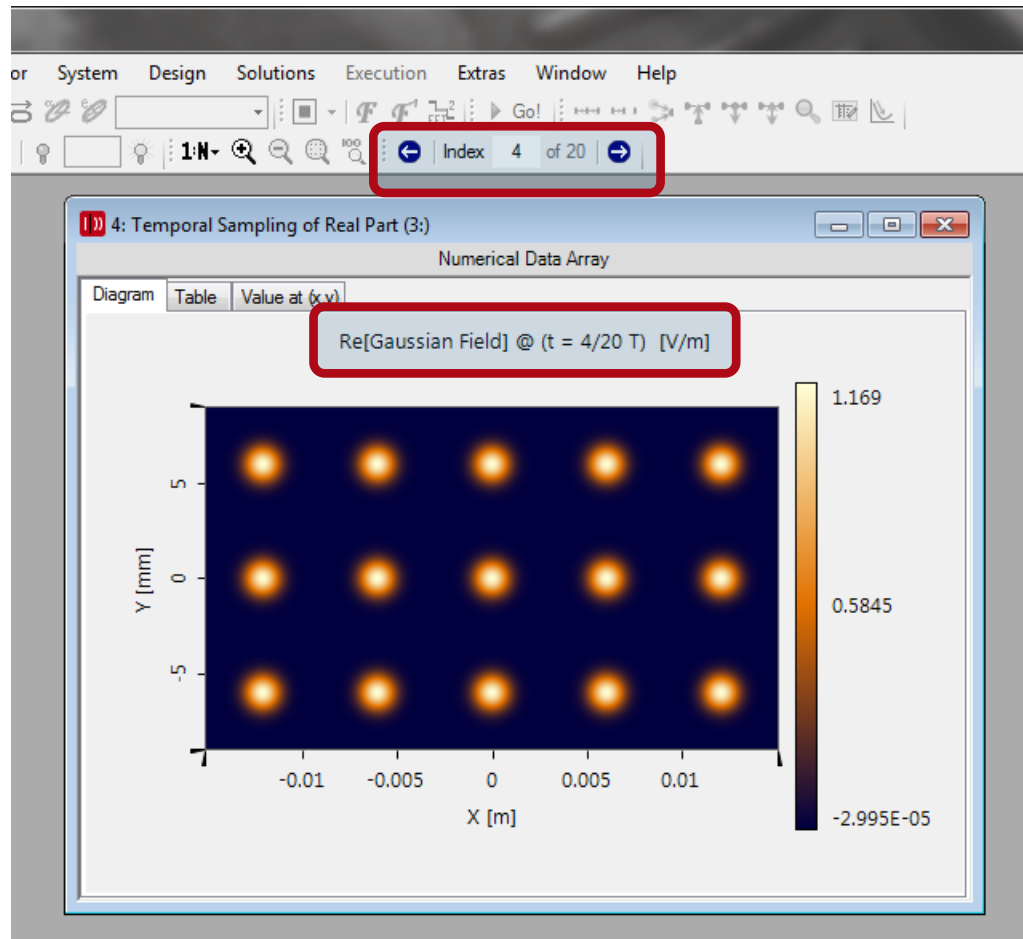 or System Design Solutions Execution Extras Window Help
Go!
1:N 100 Index 4 of 20
4: Temporal Sampling of Real Part (3:)
Numerical Data Array
Diagram Table Value at (x,y)
Re[Gaussian Field] @ (t = 4/20 T) [V/m]
1.169
5
0
-5
Y [mm]
0.5845
-0.01 -0.005 0 0.005 0.01
X [m]
-2.995E-05